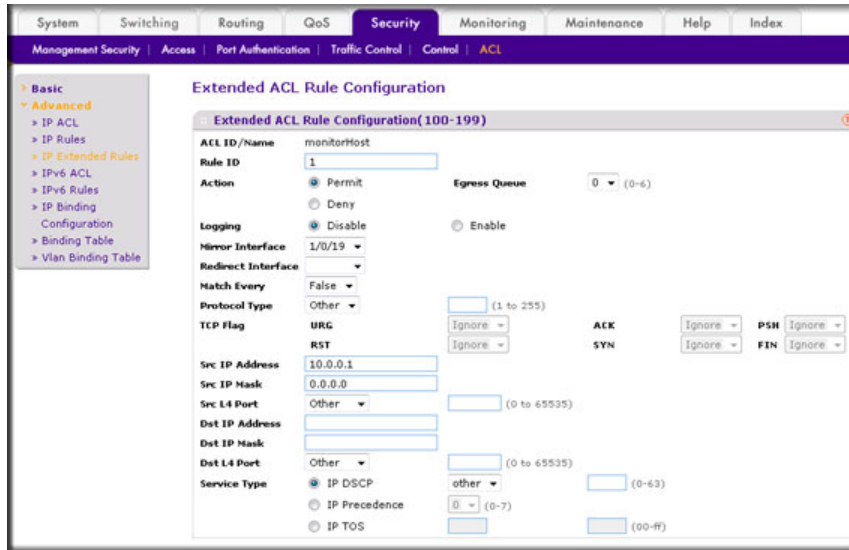 System Switching Routing QoS Security Monitoring Maintenance Help Index
Management Security | Access | Port Authentication | Traffic Control | Control | ACL
Basic
Advanced
» IP ACL
» IP Rules
» IP Extended Rules
» IPv6 ACL
» IPv6 Rules
» IP Binding
Configuration
» Binding Table
» Vlan Binding Table
Extended ACL Rule Configuration
Extended ACL Rule Configuration(100-199)
ACL ID/Name monitorHost
Rule ID 1
Action Permit Egress Queue 0 (0-6)
Deny
Logging Disable Enable
Mirror Interface 1/0/19
Redirect Interface
Match Every False
Protocol Type Other (1 to 255)
TCP Flag URG Ignore ACK Ignore PSH Ignore
RST Ignore SYN Ignore FIN Ignore
Src IP Address 10.0.0.1
Src IP Mask 0.0.0.0
Src L4 Port Other (0 to 65535)
Dst IP Address
Dst IP Mask
Dst L4 Port Other (0 to 65535)
Service Type IP DSCP other (0-63)
IP Precedence 0 (0-7)
IP TOS (00-ff)